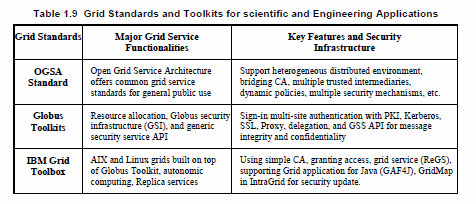 Table 1.9 Grid Standards and Toolkits for scientific and Engineering Applications
Grid Standards
Major Grid Service
Functionalities
Key Features and Security
Infrastructure
OGSA
Standard
Open Grid Service Architecture
offers common grid service
standards for general public use
Support heterogeneous distributed environment,
bridging CA, multiple trusted intermediaries,
dynamic policies, multiple security mechanisms, etc.
Globus
Toolkits
Resource allocation, Globus security
infrastructure (GSI), and generic
security service API
Sign-in multi-site authentication with PKI, Kerberos,
SSL, Proxy, delegation, and GSS API for message
integrity and confidentiality
IBM Grid
Toolbox
AIX and Linux grids built on top
of Globus Toolkit, autonomic
computing, Replica services
Using simple CA, granting access, grid service (ReGS),
supporting Grid application for Java (GAF4J), GridMap
in IntraGrid for security update.